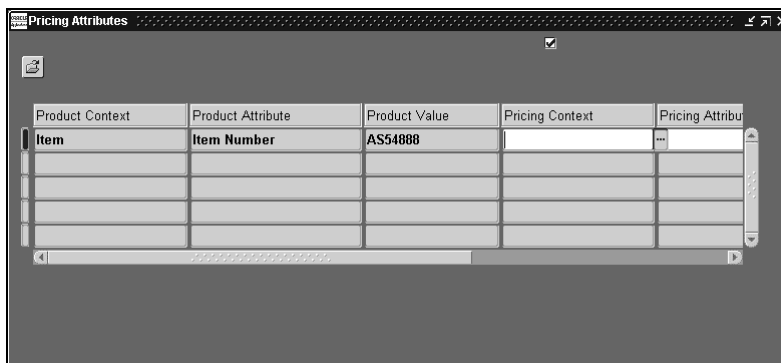 Pricing Attributes
Product Context Product Attribute Product Value Pricing Context Pricing Attribu
Item Item Number AS54888